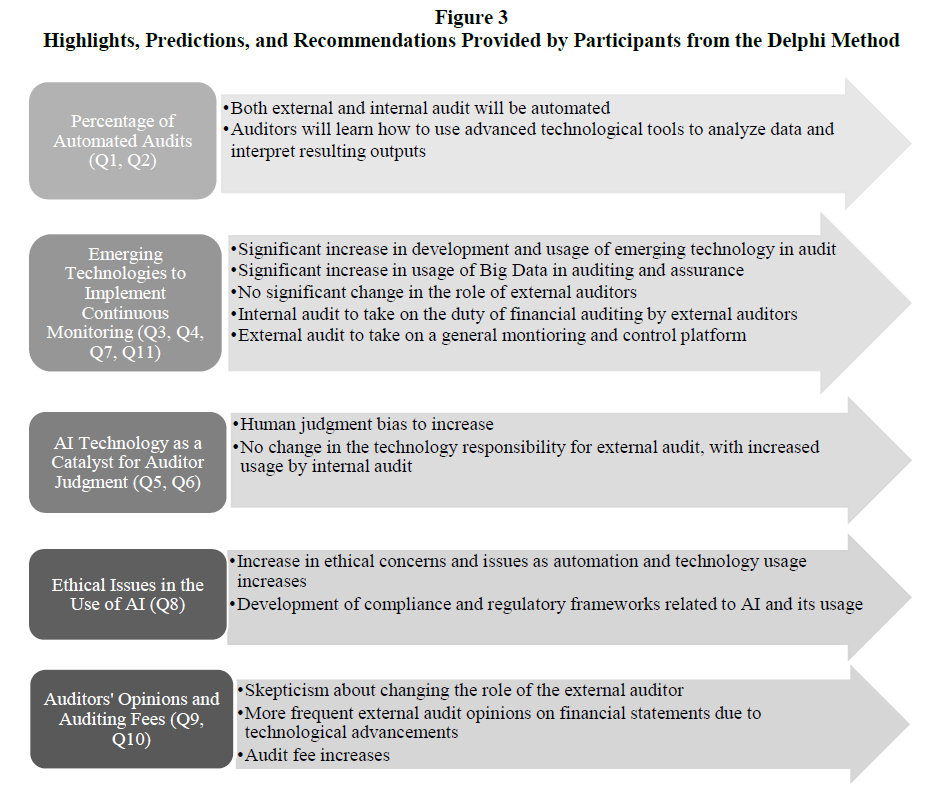 Figure 3
Highlights, Predictions, and Recommendations Provided by Participants from the Delphi Method
Percentage of
Automated Audits
(Q1, Q2)
•Both external and internal audit will be automated
•Auditors will learn how to use advanced technological tools to analyze data and
interpret resulting outputs
Emerging
Technologies to
Implement
Continuous
Monitoring (Q3, Q4,
Q7, Q11)
•Significant increase in development and usage of emerging technology in audit
•Significant increase in usage of Big Data in auditing and assurance
•No significant change in the role of external auditors
•Internal audit to take on the duty of financial auditing by external auditors
•External audit to take on a general montioring and control platform
AI Technology as a
Catalyst for Auditor
Judgment (Q5, Q6)
•Human judgment bias to increase
•No change in the technology responsibility for external audit, with increased
usage by internal audit
Ethical Issues in the
Use of AI (Q8)
•Increase in ethical concerns and issues as automation and technology usage
increases
•Development of compliance and regulatory frameworks related to AI and its usage
Auditors' Opinions and
Auditing Fees (Q9,
Q10)
•Skepticism about changing the role of the external auditor
•More frequent external audit opinions on financial statements due to
technological advancements
•Audit fee increases